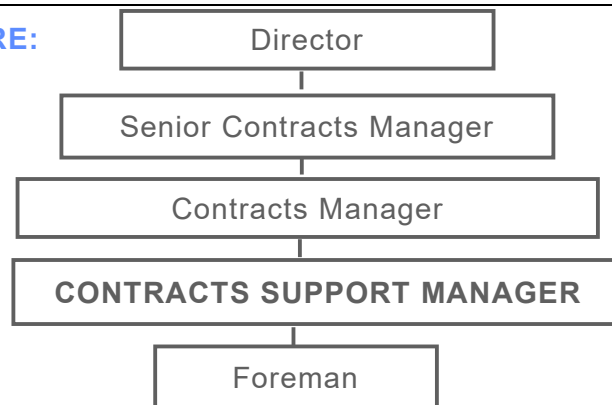 RE:
Director
Senior Contracts Manager
Contracts Manager
CONTRACTS SUPPORT MANAGER
Foreman